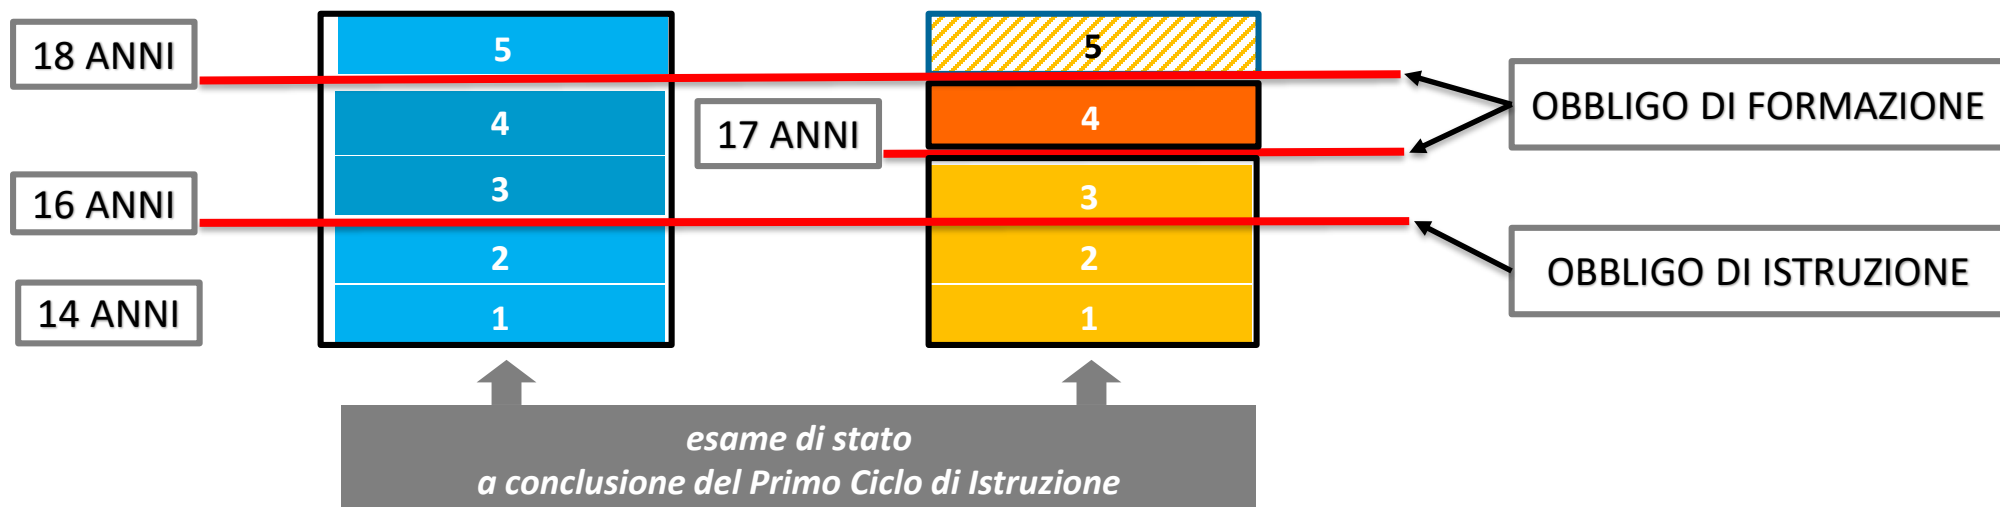 18 ANNI
5
5
OBBLIGO DI FORMAZIONE
4
17 ANNI
4
16 ANNI
3
3
2
2
OBBLIGO DI ISTRUZIONE
14 ANNI
1
1
esame di stato
a conclusione del Primo Ciclo di Istruzione